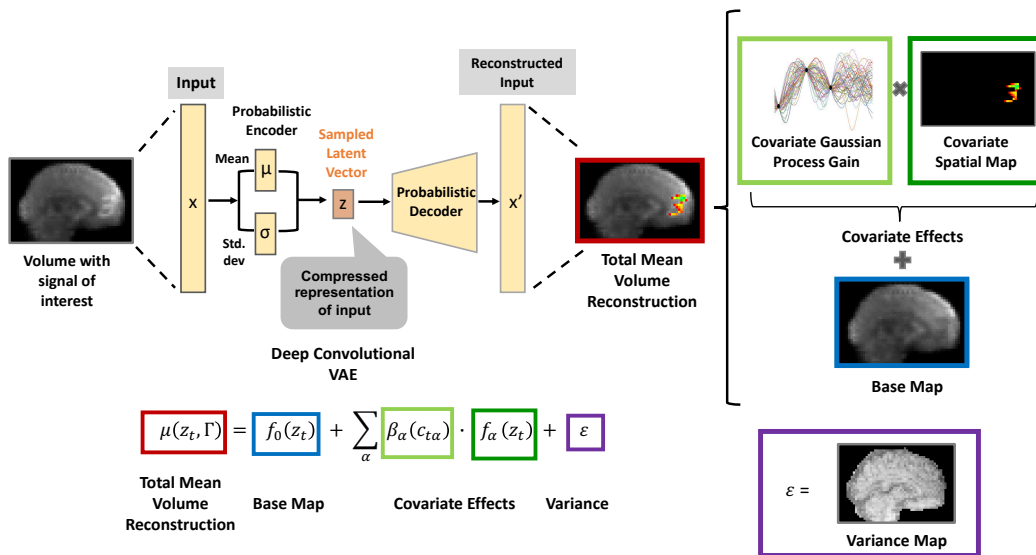 Input
Reconstructed
Input
Probabilistic
Encoder
Mean
Sampled
Latent
Vector
μ
x
z
Probabilistic
Decoder
x'
σ
Std.
dev
Volume with
signal of
interest
Compressed
representation
of input
Deep Convolutional
VAE
Total Mean
Volume
Reconstruction
Covariate Gaussian
Process Gain
×
Covariate
Spatial Map
Covariate Effects
+
Base Map
μ(z_t, Γ) = f_0(z_t) + ∑_α β_α(c_{tα}) · f_α(z_t) + ε
Total Mean
Volume
Reconstruction
Base Map
Covariate Effects
Variance
ε =
Variance Map